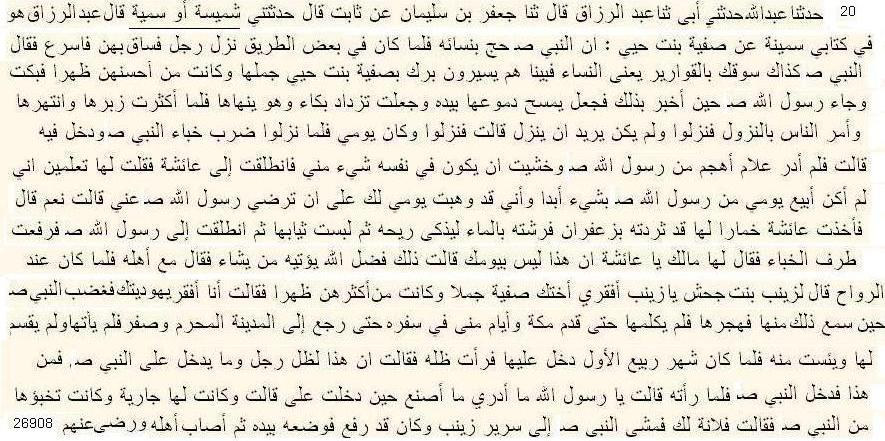 20 حدثنا عبدالله حدثني أبي ثنا عبد الرزاق قال ثنا جعفر بن سليمان عن ثابت قال حدثتني شميسة أو سمية قال عبدالرزاق هو
في كتابي سمينة عن صفية بنت حيي : ان النبي صـ حج بنسائه فلما كان في بعض الطريق نزل رجل فساق بهن فاسرع فقال
النبي صـ كذاك سوقك بالقوارير يعنى النساء فبينا هم يسيرون برك بصفية بنت حيي جملها وكانت من أحسنهن ظهرا فبكت
وجاء رسول الله صـ حين أخبر بذلك فجعل يمسح دموعها بيده وجعلت تزداد بكاء وهو ينهاها فلما أكثرت زبرها وانتهرها
وأمر الناس بالنزول فنزلوا ولم يكن يريد ان ينزل قالت فنزلوا وكان يومي فلما نزلوا ضرب خباء النبي صـ ودخل فيه
قالت فلم أدر علام أهجم من رسول الله صـ وخشيت ان يكون في نفسه شيء مني فانطلقت إلى عائشة فقلت لها تعلمين اني
لم أكن أبيع يومي من رسول الله صـ بشيء أبدا وأني قد وهبت يومي لك على ان ترضي رسول الله صـ عني قالت نعم قال
فأخذت عائشة خمارا لها قد ثردته بزعفران فرشته بالماء ليذكى ريحه ثم لبست ثيابها ثم انطلقت إلى رسول الله صـ فرفعت
طرف الخباء فقال لها مالك يا عائشة ان هذا ليس بيومك قالت ذلك فضل الله يؤتيه من يشاء فقال مع أهله فلما كان عند
الرواح قال لزينب بنت جحش يا زينب أفقري أختك صفية جملا وكانت من أكثرهن ظهرا فقالت أنا أفقر يهوديتك فغضب النبي صـ
حين سمع ذلك منها فهجرها فلم يكلمها حتى قدم مكة وأيام منى في سفره حتى رجع إلى المدينة المحرم وصفر فلم يأتها ولم يقسم
لها ويئست منه فلما كان شهر ربيع الأول دخل عليها فرأت ظله فقالت ان هذا لظل رجل وما يدخل على النبي صـ, فمن
هذا فدخل النبي صـ فلما رأته قالت يا رسول الله ما أدري ما أصنع حين دخلت على قالت وكانت لها جارية وكانت تخبؤها
من النبي صـ فقالت فلانة لك فمشى النبي صـ إلى سرير زينب وكان قد رفع فوضعه بيده ثم أصاب أهله ورضى عنهم 26908